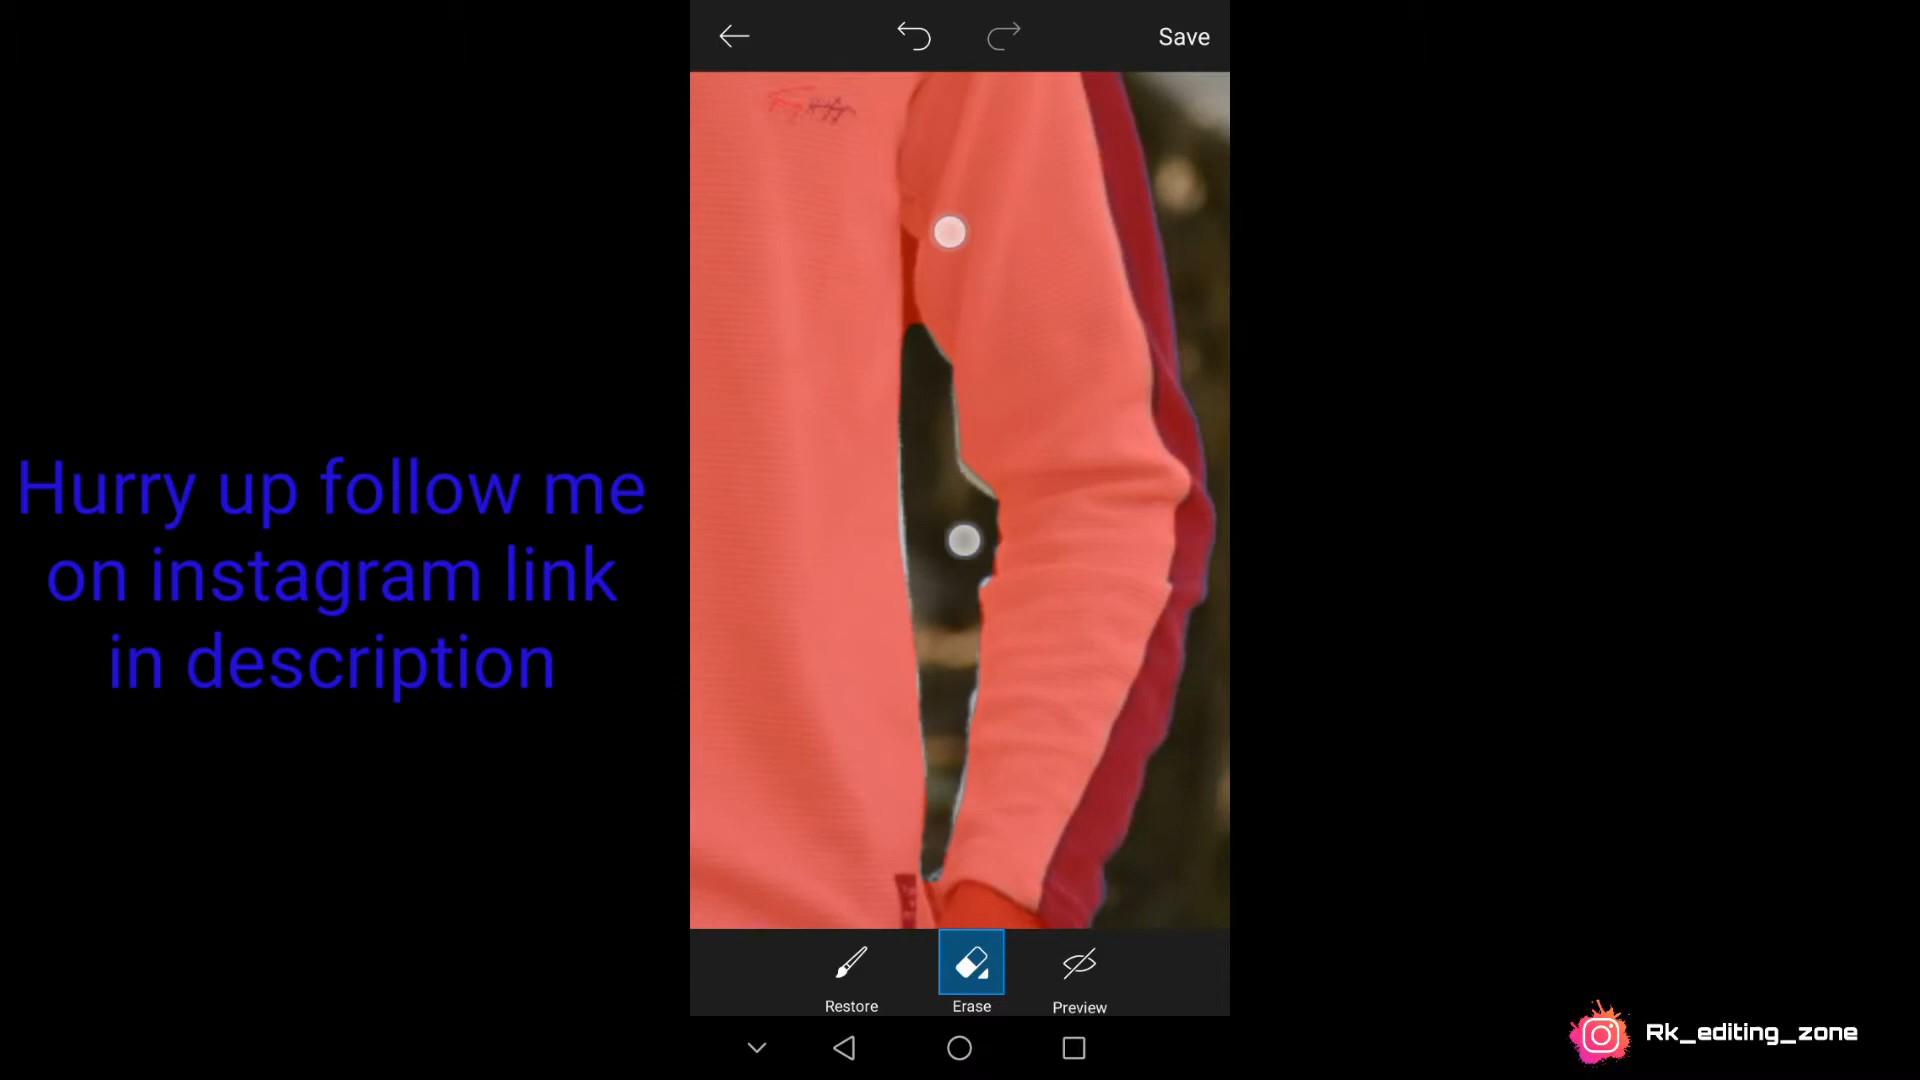 Save
Hurry up follow me
on instagram link
in description
Restore
Erase
Preview
Rk_editing_zone